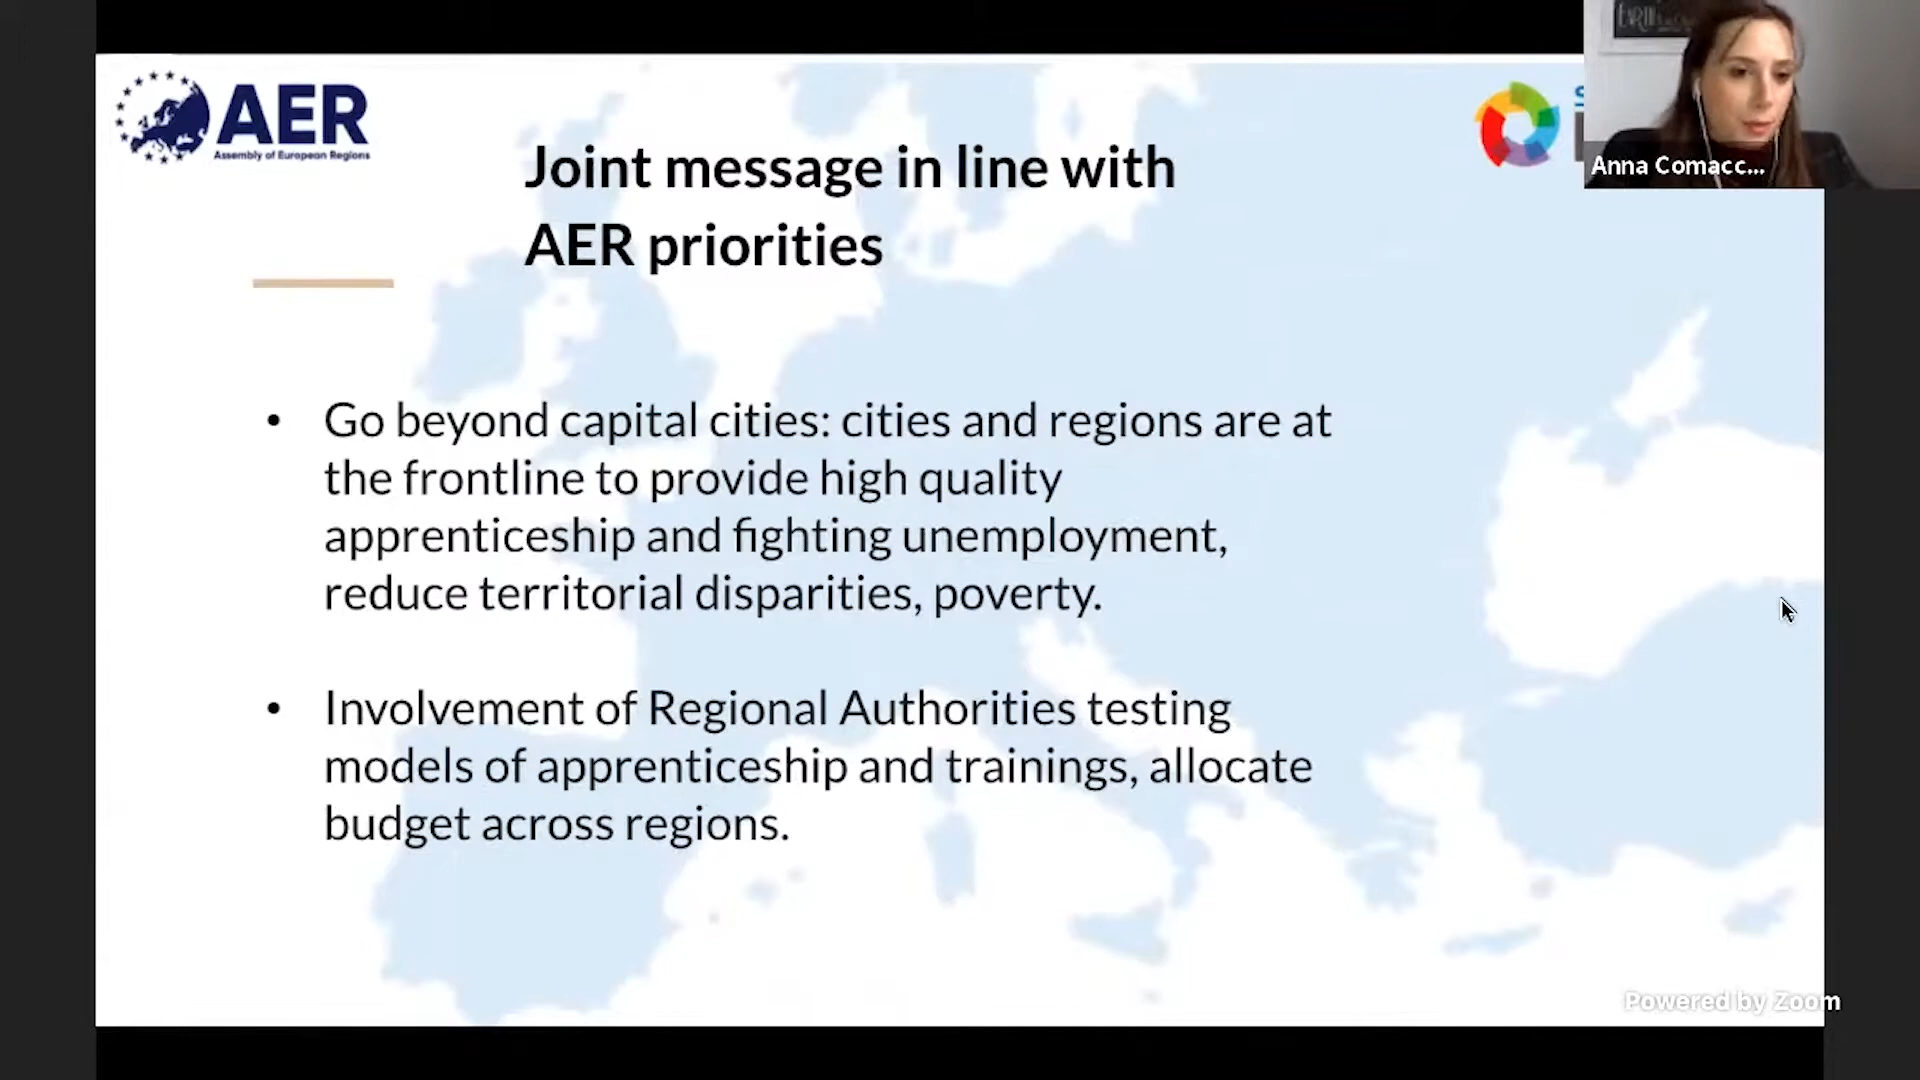 AER
Assembly of European Regions
Joint message in line with
AER priorities
Anna Comacc...
• Go beyond capital cities: cities and regions are at
the frontline to provide high quality
apprenticeship and fighting unemployment,
reduce territorial disparities, poverty.
• Involvement of Regional Authorities testing
models of apprenticeship and trainings, allocate
budget across regions.
Powered by Zoom